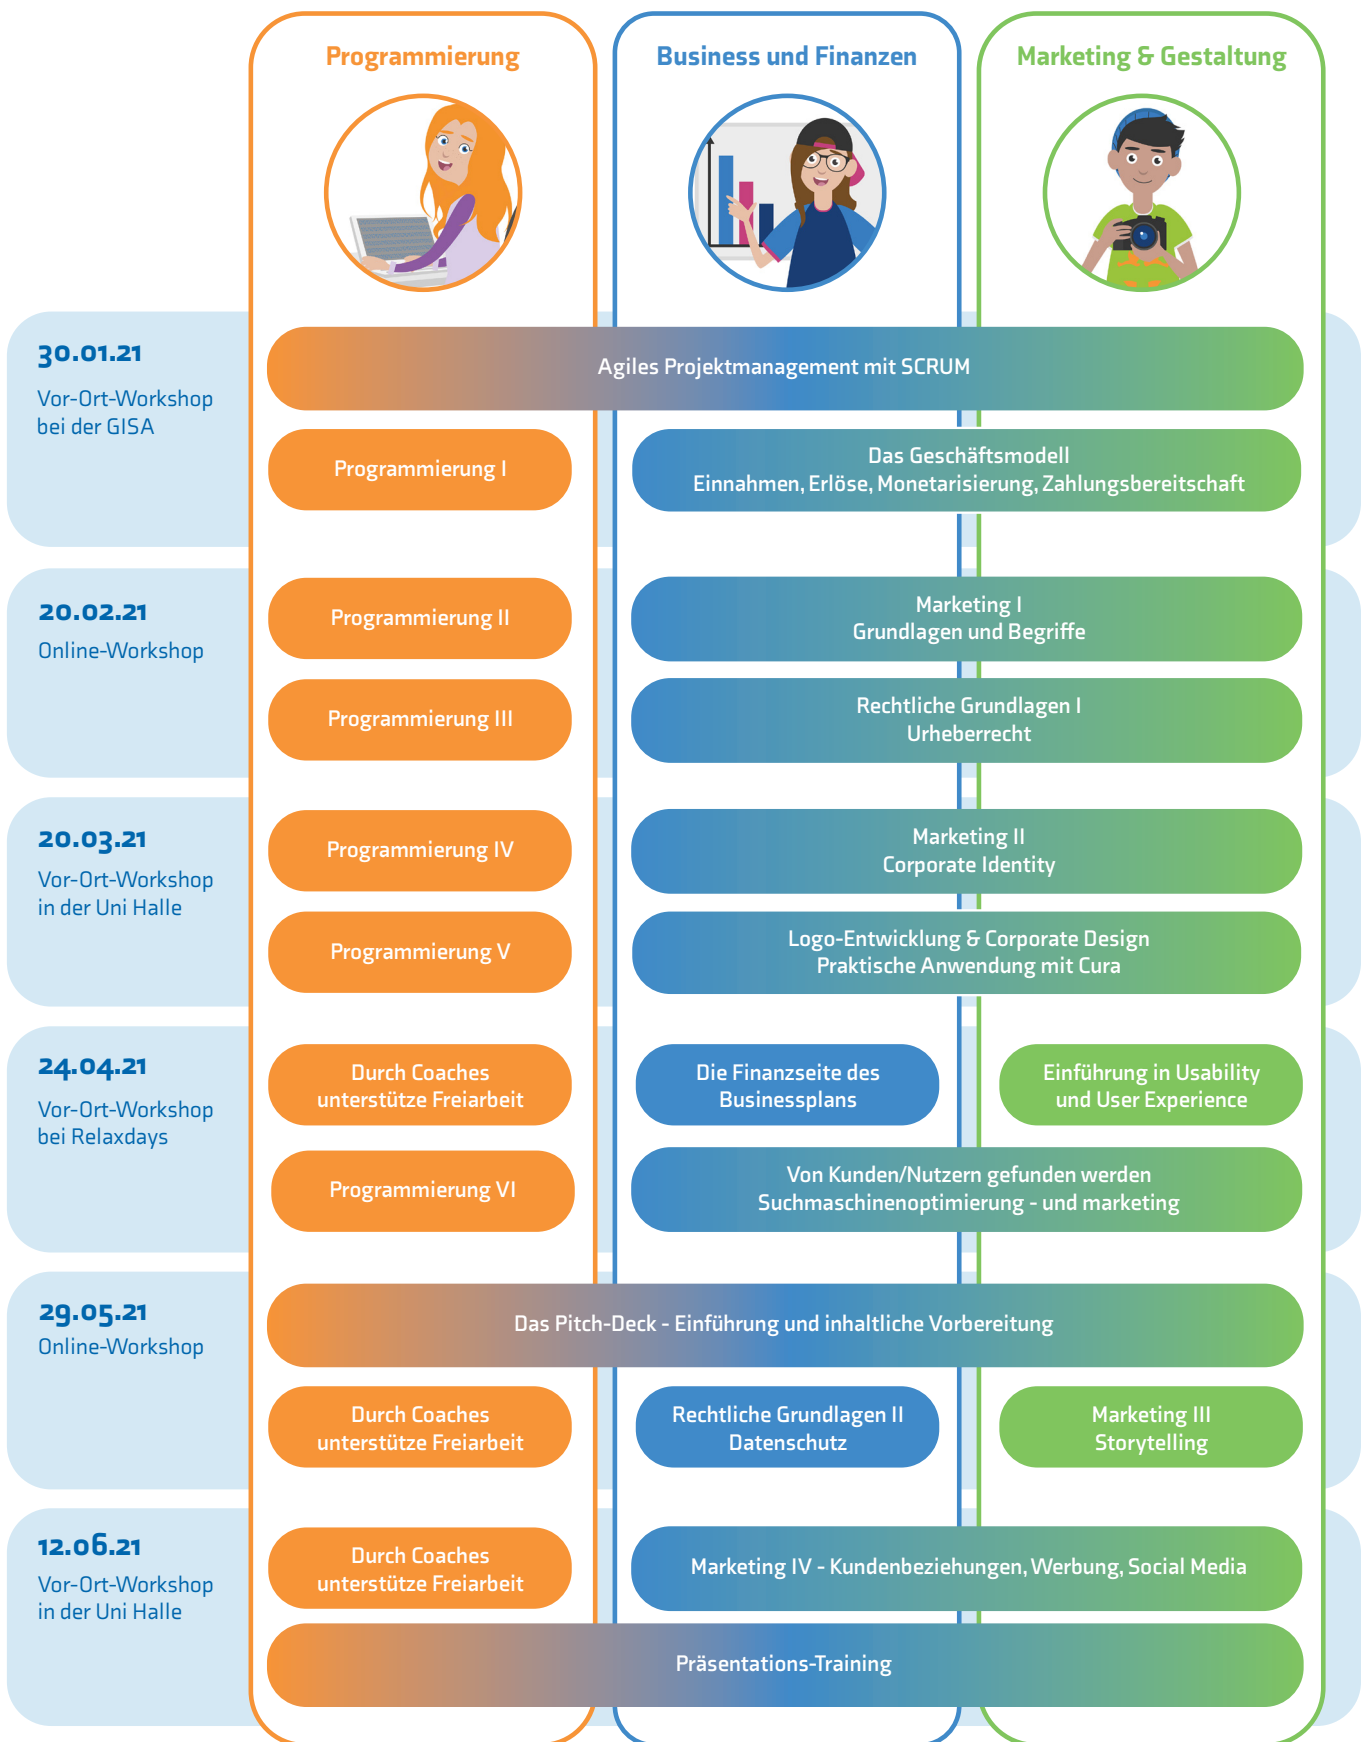 Programmierung
Business und Finanzen
Marketing & Gestaltung
30.01.21
Vor-Ort-Workshop
bei der GISA
Agiles Projektmanagement mit SCRUM
Programmierung I
Das Geschäftsmodell
Einnahmen, Erlöse, Monetarisierung, Zahlungsbereitschaft
20.02.21
Online-Workshop
Programmierung II
Marketing I
Grundlagen und Begriffe
Programmierung III
Rechtliche Grundlagen I
Urheberrecht
20.03.21
Vor-Ort-Workshop
in der Uni Halle
Programmierung IV
Marketing II
Corporate Identity
Programmierung V
Logo-Entwicklung & Corporate Design
Praktische Anwendung mit Cura
24.04.21
Vor-Ort-Workshop
bei Relaxdays
Durch Coaches
unterstütze Freiarbeit
Die Finanzseite des
Businessplans
Einführung in Usability
und User Experience
Programmierung VI
Von Kunden/Nutzern gefunden werden
Suchmaschinenoptimierung - und marketing
29.05.21
Online-Workshop
Das Pitch-Deck - Einführung und inhaltliche Vorbereitung
Durch Coaches
unterstütze Freiarbeit
Rechtliche Grundlagen II
Datenschutz
Marketing III
Storytelling
12.06.21
Vor-Ort-Workshop
in der Uni Halle
Durch Coaches
unterstütze Freiarbeit
Marketing IV - Kundenbeziehungen, Werbung, Social Media
Präsentations-Training